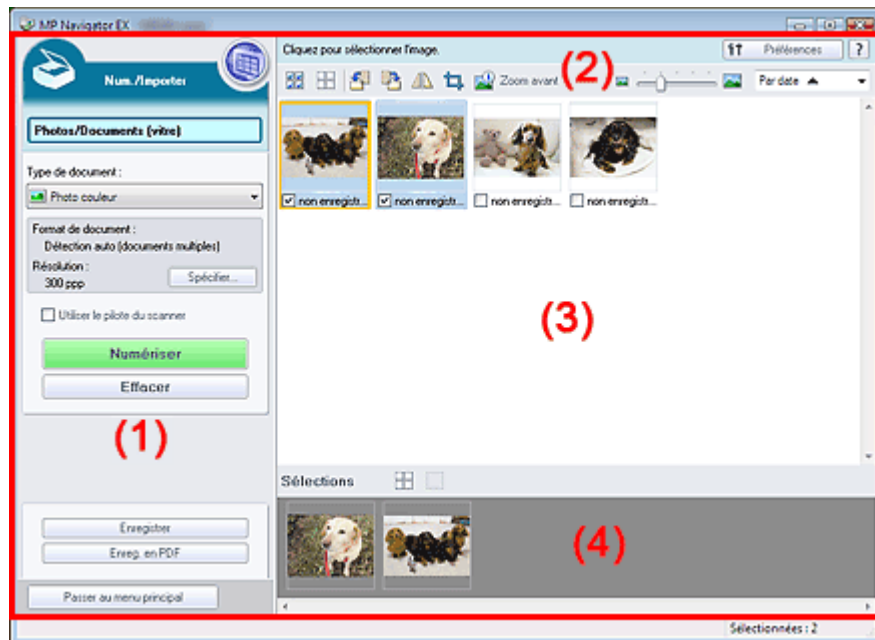 MP Navigator EX
Num./Importer
Photos/Documents (vitre)
Type de document :
Photo couleur
Format de document :
Détection auto (documents multiples)
Résolution :
300 ppp
Spécifier...
Utiliser le pilote du scanner
Numériser
Effacer
(1)
Enregistrer
Enreg. en PDF
Passer au menu principal
Cliquez pour sélectionner l'image.
Préférences
?
Zoom avant
(2)
Par date
non enregistr...
non enregistr...
non enregistr...
non enregistr...
(3)
Sélections
(4)
Sélectionnées : 2